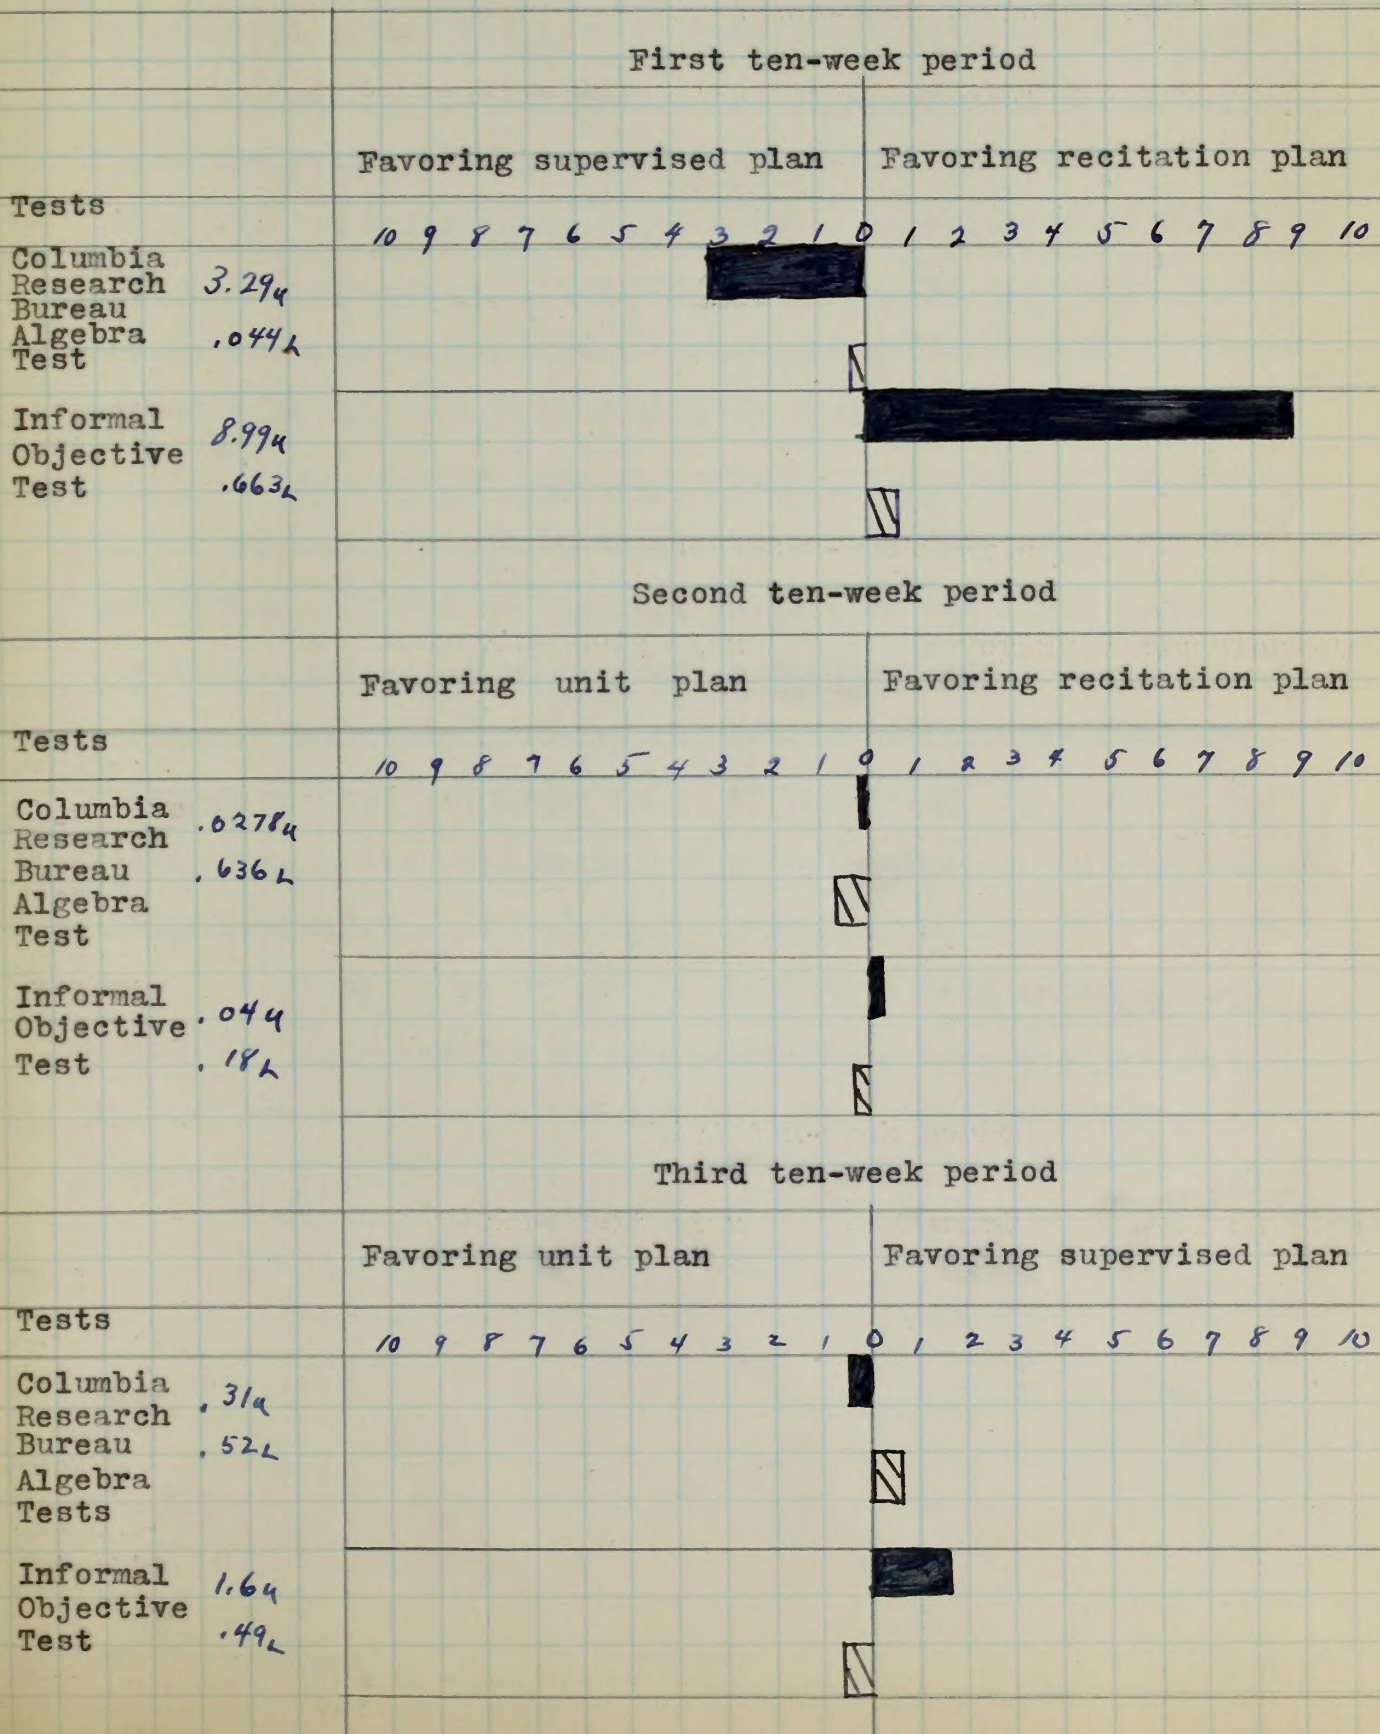 First ten-week period
Favoring supervised plan Favoring recitation plan
Tests
10 9 8 7 6 5 4 3 2 1 0 1 2 3 4 5 6 7 8 9 10
Columbia
Research 3.29u
Bureau
Algebra .044L
Test
Informal 8.99u
Objective
Test .663L
Second ten-week period
Favoring unit plan Favoring recitation plan
Tests
10 9 8 7 6 5 4 3 2 1 0 1 2 3 4 5 6 7 8 9 10
Columbia .0278u
Research
Bureau .636L
Algebra
Test
Informal
Objective .04u
Test .18L
Third ten-week period
Favoring unit plan Favoring supervised plan
Tests
10 9 8 7 6 5 4 3 2 1 0 1 2 3 4 5 6 7 8 9 10
Columbia .31u
Research
Bureau .52L
Algebra
Tests
Informal 1.6u
Objective
Test .49L